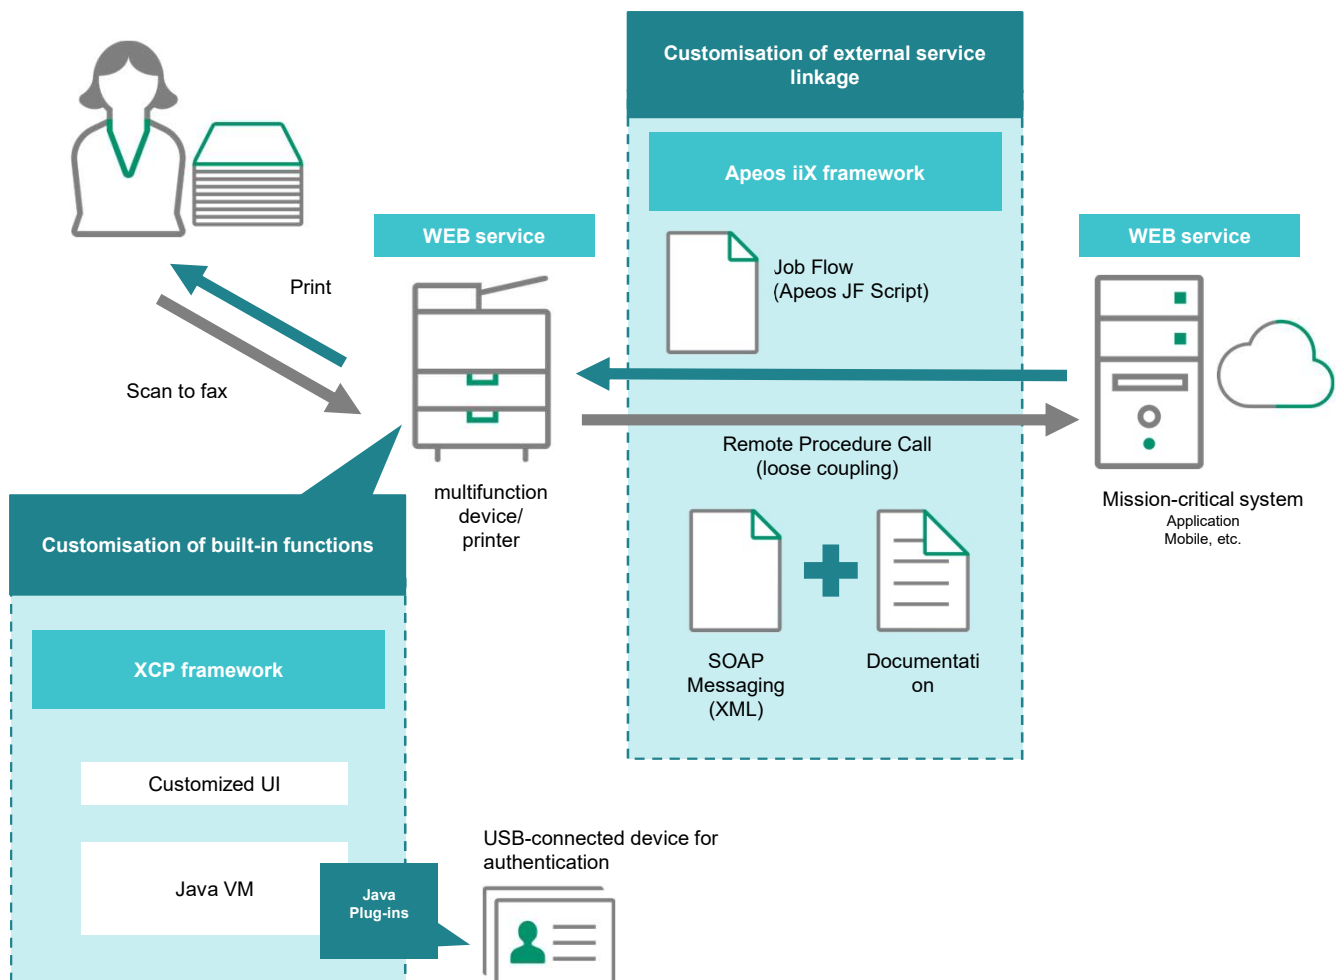 Customisation of external service
linkage
Apeos iiX framework
WEB service
WEB service
Job Flow
(Apeos JF Script)
Print
Scan to fax
Remote Procedure Call
(loose coupling)
multifunction
device/
printer
Mission-critical system
Application
Mobile, etc.
Customisation of built-in functions
XCP framework
SOAP
Messaging
(XML)
Documentati
on
Customized UI
USB-connected device for
authentication
Java VM
Java
Plug-ins